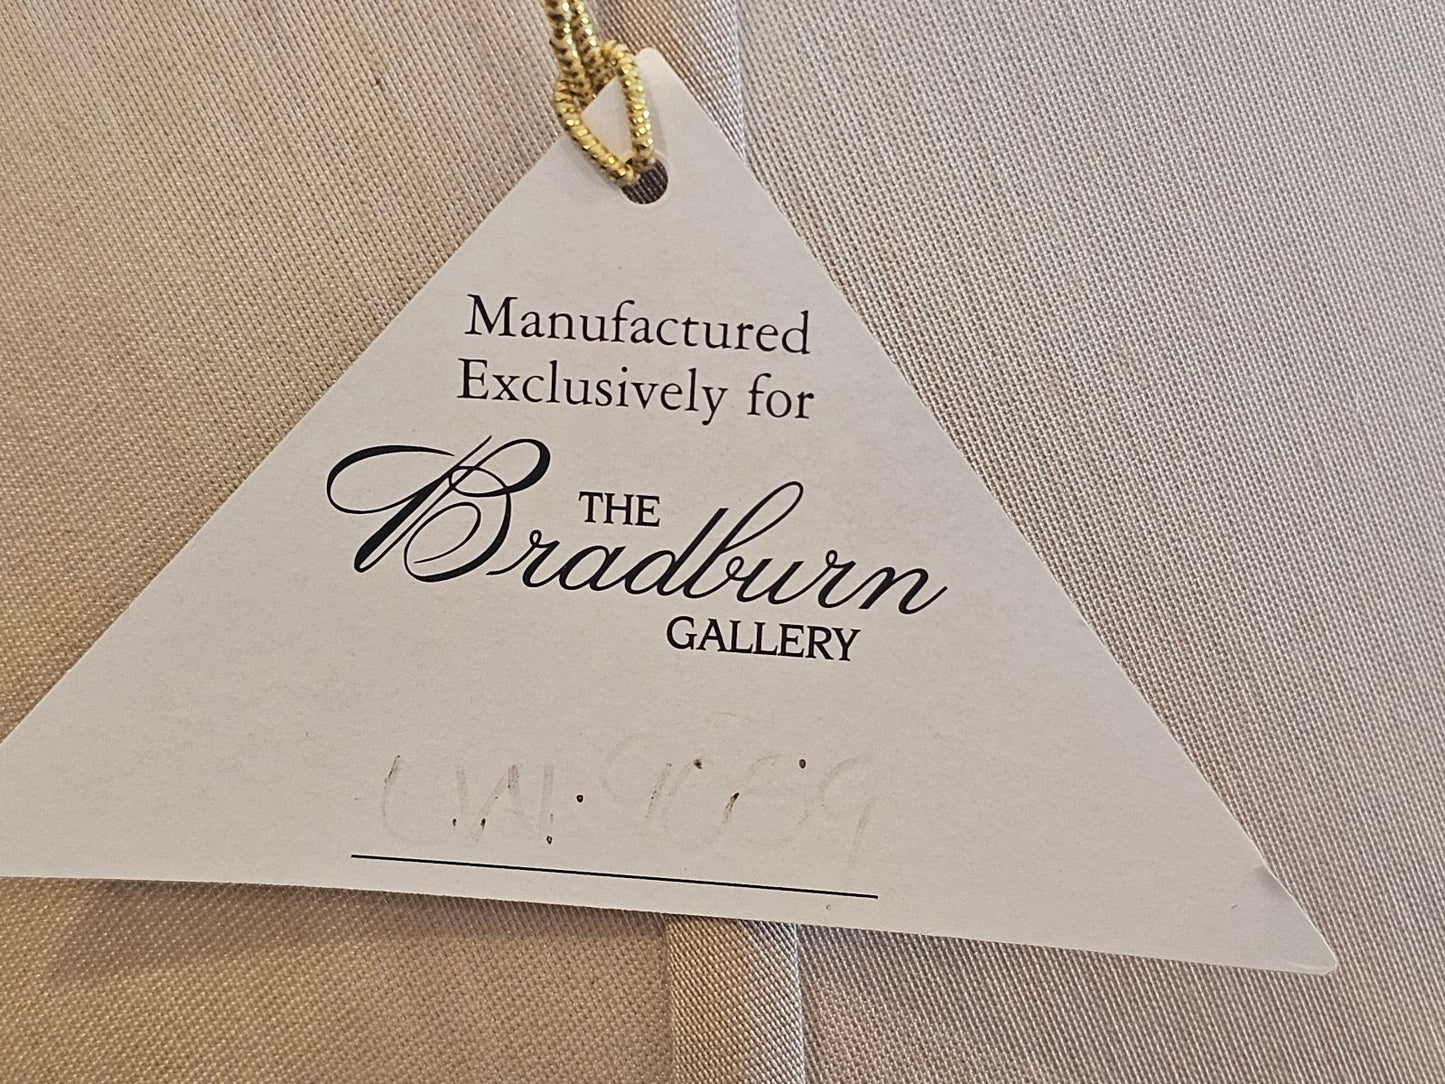 Manufactured
Exclusively for
THE
Bradburn
GALLERY